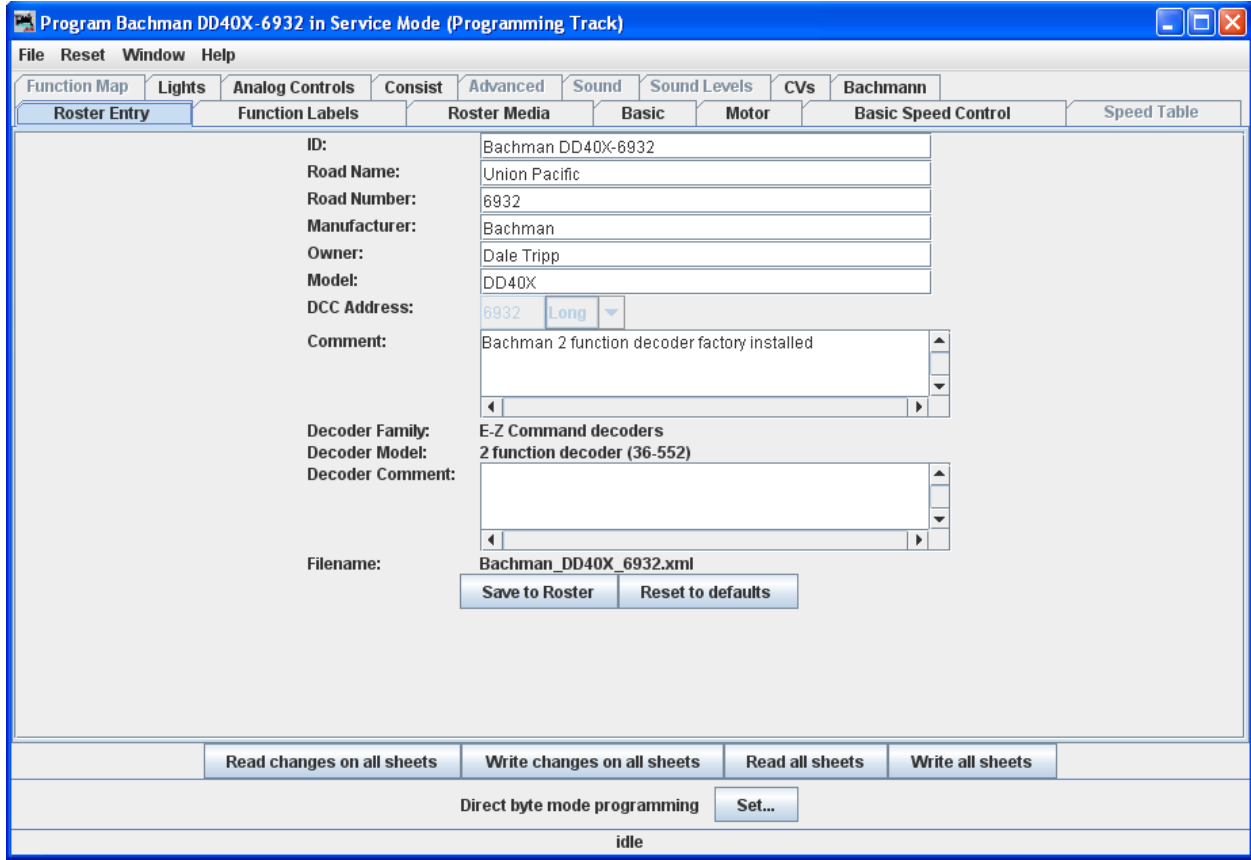 Program Bachman DD40X-6932 in Service Mode (Programming Track)
File Reset Window Help
Function Map Lights Analog Controls Consist Advanced Sound Sound Levels CVs Bachmann
Roster Entry Function Labels Roster Media Basic Motor Basic Speed Control Speed Table
ID: Bachman DD40X-6932
Road Name: Union Pacific
Road Number: 6932
Manufacturer: Bachman
Owner: Dale Tripp
Model: DD40X
DCC Address: 6932 Long
Comment: Bachman 2 function decoder factory installed
Decoder Family: E-Z Command decoders
Decoder Model: 2 function decoder (36-552)
Decoder Comment:
Filename: Bachman_DD40X_6932.xml
Save to Roster Reset to defaults
Read changes on all sheets Write changes on all sheets Read all sheets Write all sheets
Direct byte mode programming Set...
idle